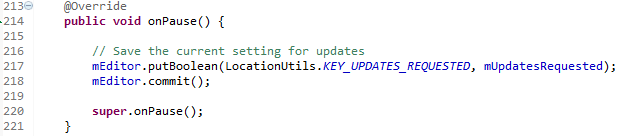 213 @Override
214 public void onPause() {
215
216 // Save the current setting for updates
217 mEditor.putBoolean(LocationUtils.KEY_UPDATES_REQUESTED, mUpdatesRequested);
218 mEditor.commit();
219
220 super.onPause();
221 }